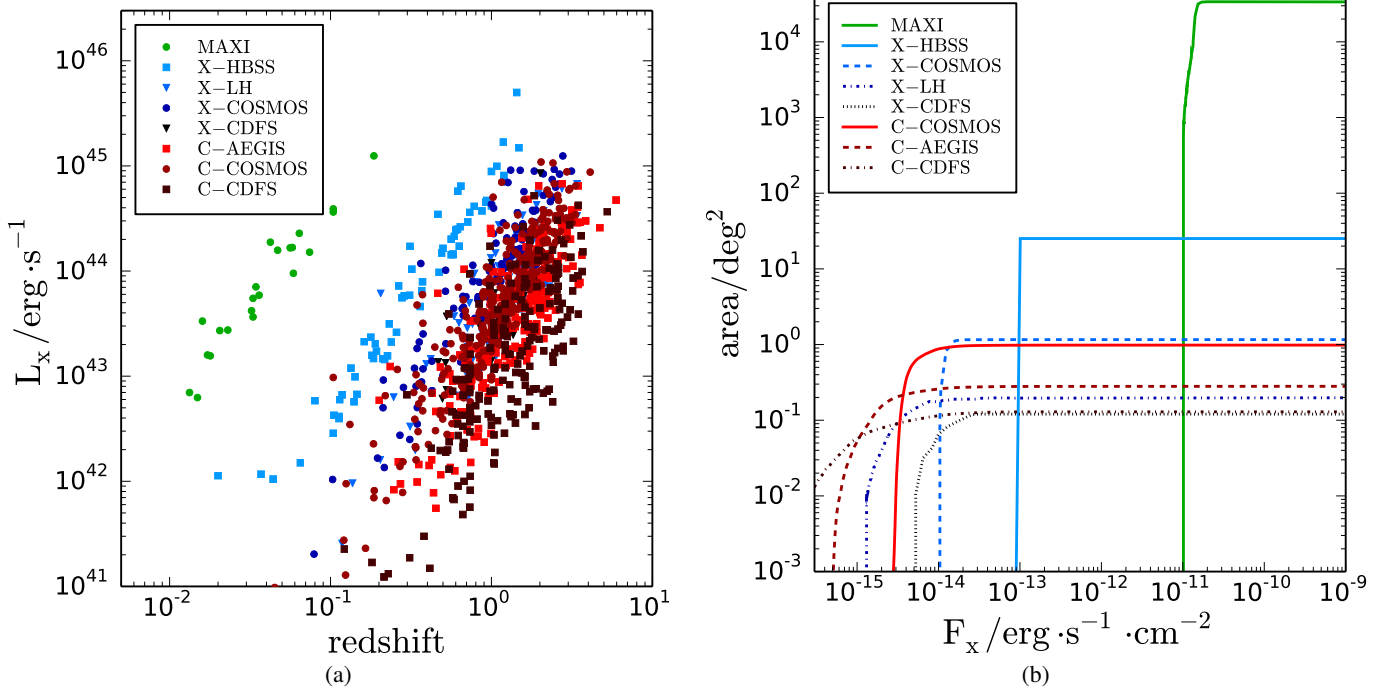 10^46
10^45
10^44
10^43
10^42
10^41
L_x/erg·s^−1
MAXI
X−HBSS
X−LH
X−COSMOS
X−CDFS
C−AEGIS
C−COSMOS
C−CDFS
10^-2 10^-1 10^0 10^1
redshift
(a)
10^4
10^3
10^2
10^1
10^0
10^-1
10^-2
10^-3
area/deg^2
MAXI
X−HBSS
X−COSMOS
X−LH
X−CDFS
C−COSMOS
C−AEGIS
C−CDFS
10^-15 10^-14 10^-13 10^-12 10^-11 10^-10 10^-9
F_x/erg·s^−1·cm^−2
(b)